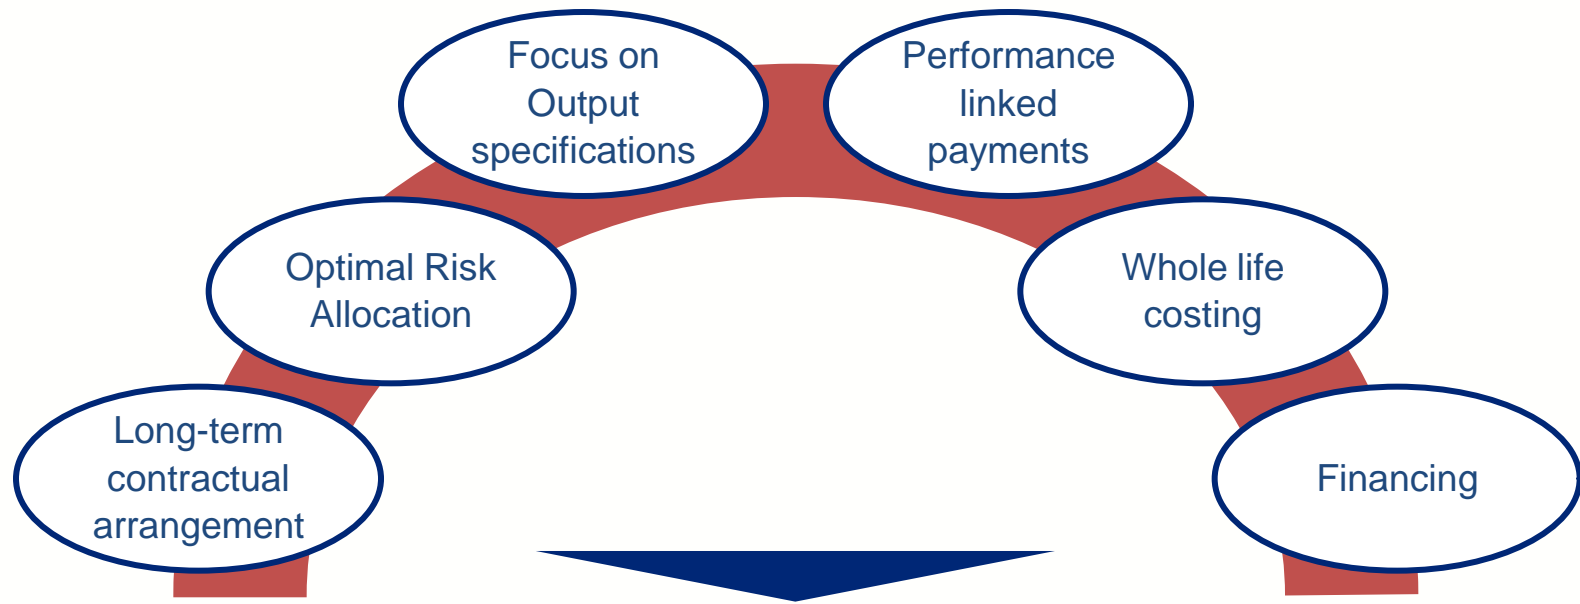 Focus on
Output
specifications
Performance
linked
payments
Optimal Risk
Allocation
Whole life
costing
Long-term
contractual
arrangement
Financing